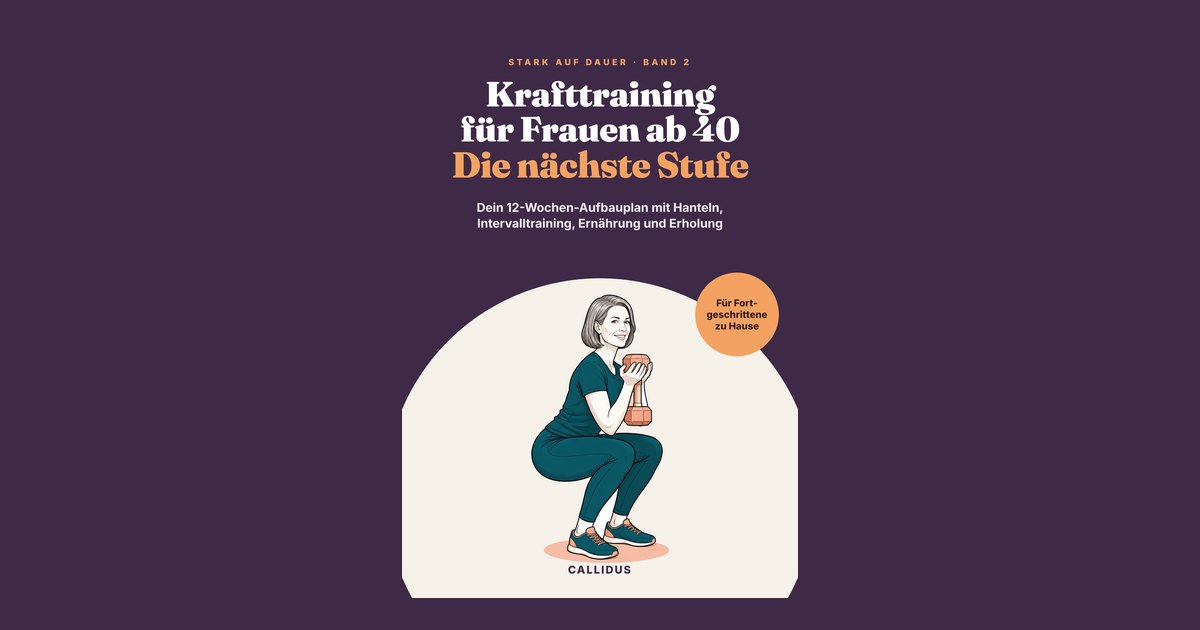 STARK AUF DAUER · BAND 2
Krafttraining
für Frauen ab 40
Die nächste Stufe
Dein 12-Wochen-Aufbauplan mit Hanteln,
Intervalltraining, Ernährung und Erholung
Für Fort-
geschrittene
zu Hause
CALLIDUS